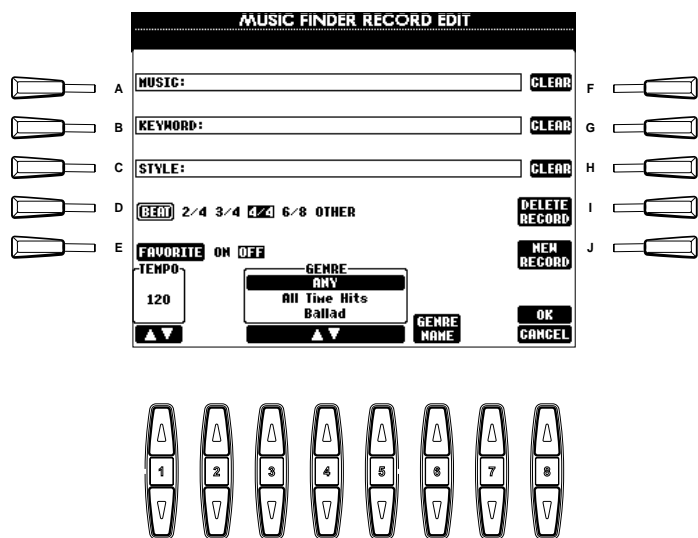 MUSIC FINDER RECORD EDIT
A MUSIC: CLEAR F
B KEYWORD: CLEAR G
C STYLE: CLEAR H
D BEAT 2/4 3/4 4/4 6/8 OTHER DELETE RECORD I
E FAVORITE ON OFF NEW RECORD J
TEMPO GENRE
120
ANY
All Time Hits
Ballad
GENRE NAME
OK
CANCEL
1 2 3 4 5 6 7 8